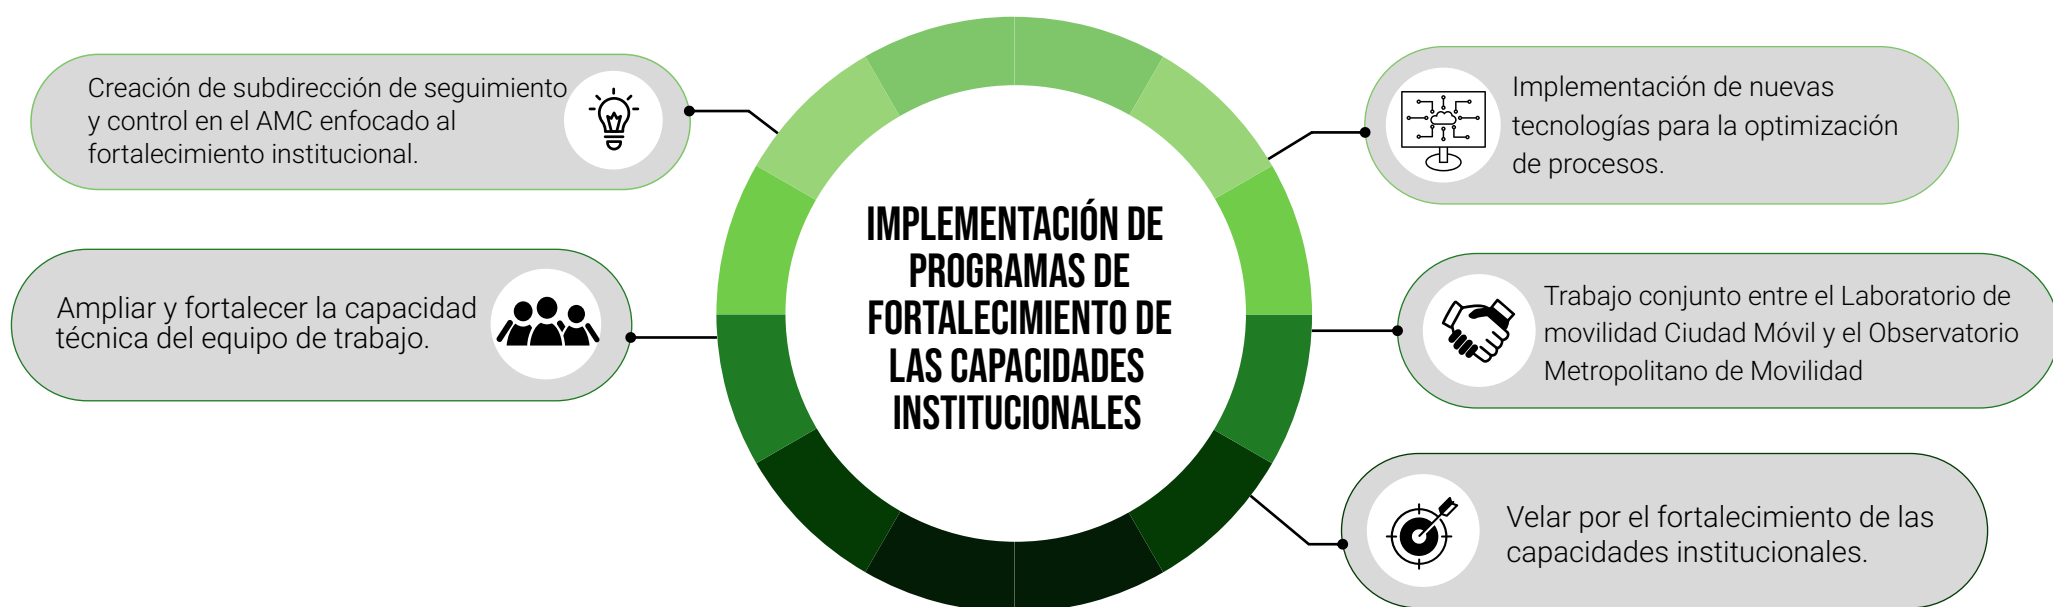 Creación de subdirección de seguimiento
y control en el AMC enfocado al
fortalecimiento institucional.
Ampliar y fortalecer la capacidad
técnica del equipo de trabajo.
IMPLEMENTACIÓN DE
PROGRAMAS DE
FORTALECIMIENTO DE
LAS CAPACIDADES
INSTITUCIONALES
Implementación de nuevas
tecnologías para la optimización
de procesos.
Trabajo conjunto entre el Laboratorio de
movilidad Ciudad Móvil y el Observatorio
Metropolitano de Movilidad
Velar por el fortalecimiento de las
capacidades institucionales.